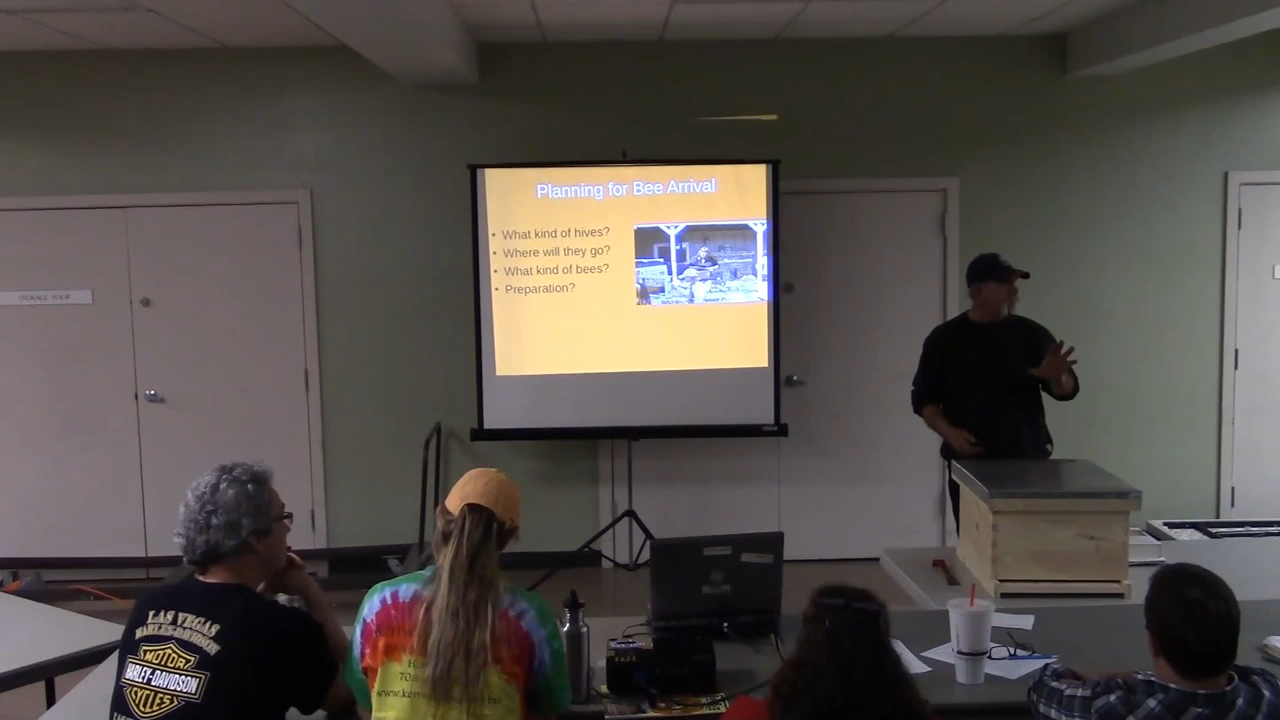 Planning for Bee Arrival
• What kind of hives?
• Where will they go?
• What kind of bees?
• Preparation?
STORAGE
LAS VEGAS
HARLEY-DAVIDSON
MOTOR
HARLEY-DAVIDSON
CYCLES